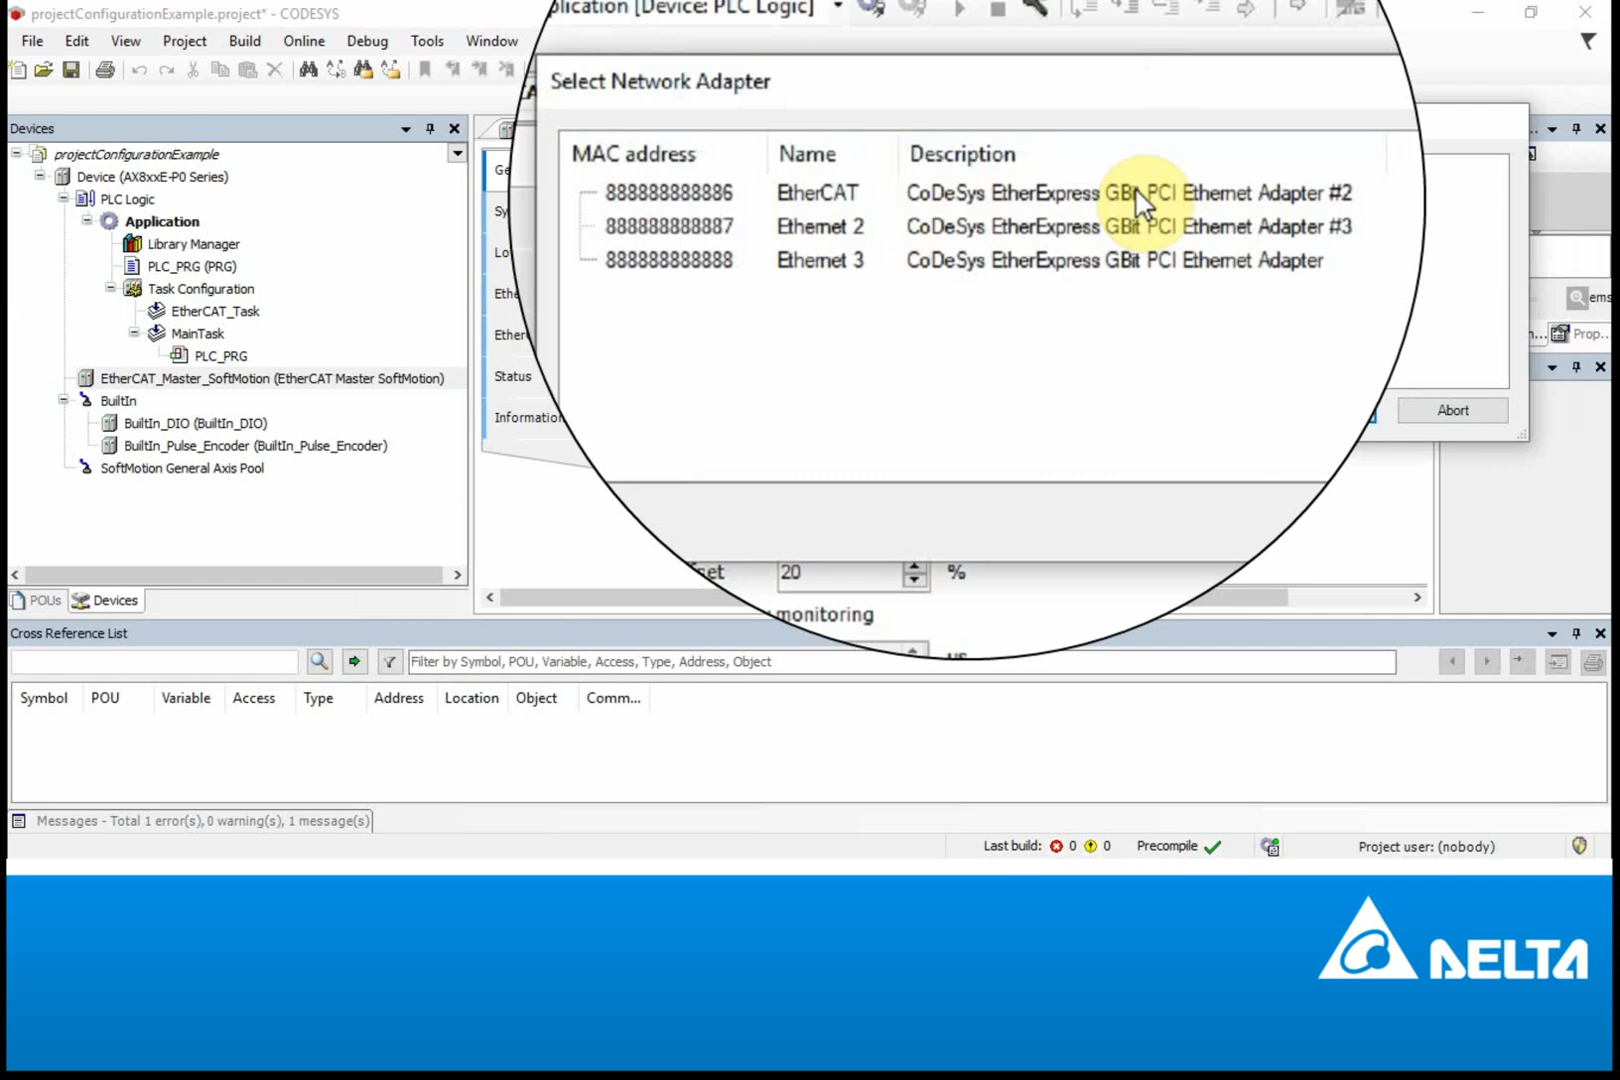 projectConfigurationExample.project* - CODESYS
File Edit View Project Build Online Debug Tools Window
plication [Device: PLC Logic]
Select Network Adapter
MAC address Name Description
888888888886 EtherCAT CoDeSys EtherExpress GBit PCI Ethernet Adapter #2
888888888887 Ethernet 2 CoDeSys EtherExpress GBit PCI Ethernet Adapter #3
888888888888 Ethernet 3 CoDeSys EtherExpress GBit PCI Ethernet Adapter
Abort
Devices
projectConfigurationExample
Device (AX8xxE-P0 Series)
PLC Logic
Application
Library Manager
PLC_PRG (PRG)
Task Configuration
EtherCAT_Task
MainTask
PLC_PRG
EtherCAT_Master_SoftMotion (EtherCAT Master SoftMotion)
BuiltIn
BuiltIn_DIO (BuiltIn_DIO)
BuiltIn_Pulse_Encoder (BuiltIn_Pulse_Encoder)
SoftMotion General Axis Pool
POUs Devices
Status
Information
20 %
monitoring
Prop...
Cross Reference List
Filter by Symbol, POU, Variable, Access, Type, Address, Object
Symbol POU Variable Access Type Address Location Object Comm...
Messages - Total 1 error(s), 0 warning(s), 1 message(s)
Last build: 0 0 Precompile Project user: (nobody)
DELTA